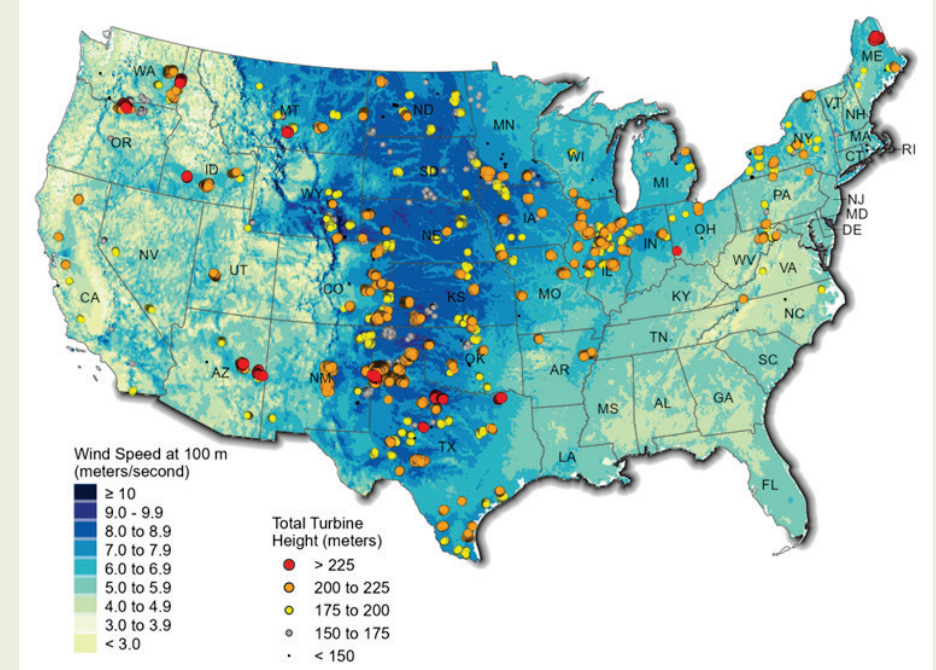 ME
WA
MT
ND
VT
MN
NH
OR
NY
MA
CT
RI
WI
SD
ID
MI
WY
PA
NJ
MD
IA
DE
NE
OH
IN
NV
UT
IL
WV
VA
CO
CA
KS
MO
KY
NC
TN
OK
SC
AZ
NM
AR
MS
AL
GA
TX
LA
FL
Wind Speed at 100 m
(meters/second)
≥ 10
9.0 - 9.9
8.0 to 8.9
7.0 to 7.9
6.0 to 6.9
5.0 to 5.9
4.0 to 4.9
3.0 to 3.9
< 3.0
Total Turbine
Height (meters)
> 225
200 to 225
175 to 200
150 to 175
< 150